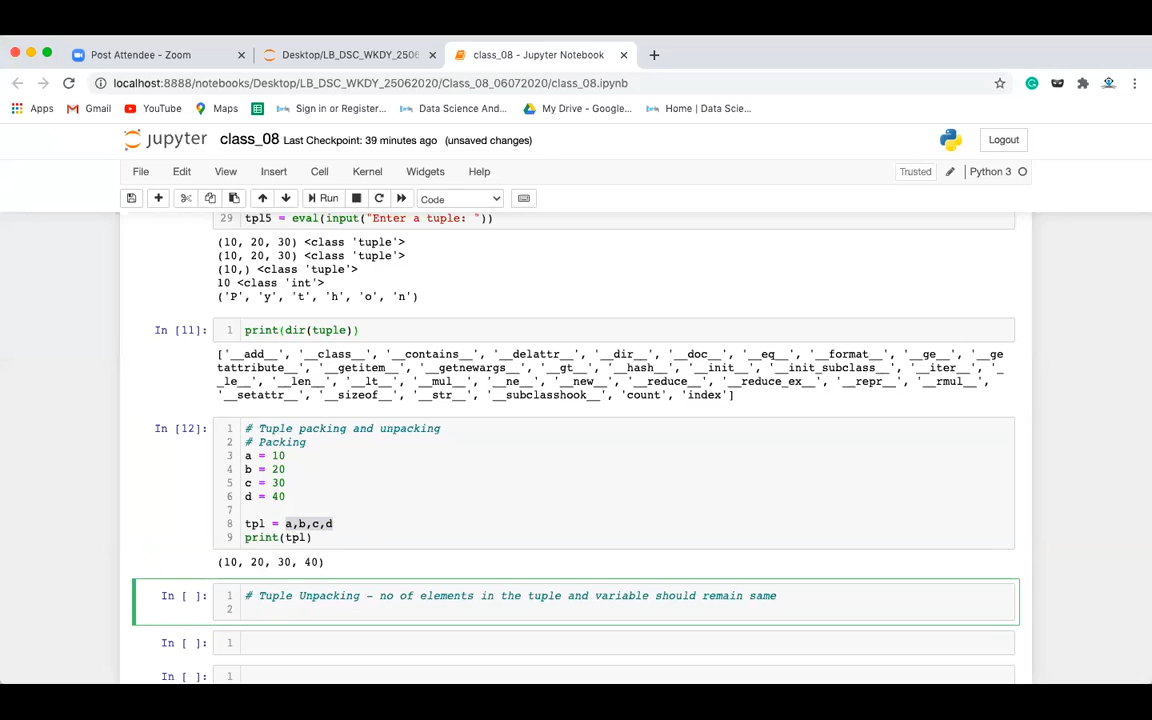 Post Attendee - Zoom
Desktop/LB_DSC_WKDY_2506
class_08 - Jupyter Notebook
localhost:8888/notebooks/Desktop/LB_DSC_WKDY_25062020/Class_08_06072020/class_08.ipynb
Apps Gmail YouTube Maps Sign in or Register... Data Science And... My Drive - Google... Home | Data Scie...
jupyter class_08 Last Checkpoint: 39 minutes ago (unsaved changes) Logout
File Edit View Insert Cell Kernel Widgets Help Trusted Python 3
Run Code
29 tpl5 = eval(input("Enter a tuple: "))
(10, 20, 30) <class 'tuple'>
(10, 20, 30) <class 'tuple'>
(10,) <class 'tuple'>
10 <class 'int'>
('P', 'y', 't', 'h', 'o', 'n')
In [11]: 1 print(dir(tuple))
['__add__', '__class__', '__contains__', '__delattr__', '__dir__', '__doc__', '__eq__', '__format__', '__ge__', '__ge
tattribute__', '__getitem__', '__getnewargs__', '__gt__', '__hash__', '__init__', '__init_subclass__', '__iter__', '_
_le__', '__len__', '__lt__', '__mul__', '__ne__', '__new__', '__reduce__', '__reduce_ex__', '__repr__', '__rmul__',
'__setattr__', '__sizeof__', '__str__', '__subclasshook__', 'count', 'index']
In [12]: 1 # Tuple packing and unpacking
2 # Packing
3 a = 10
4 b = 20
5 c = 30
6 d = 40
7
8 tpl = a,b,c,d
9 print(tpl)
(10, 20, 30, 40)
In [ ]: 1 # Tuple Unpacking - no of elements in the tuple and variable should remain same
2
In [ ]: 1
In [ ]: 1